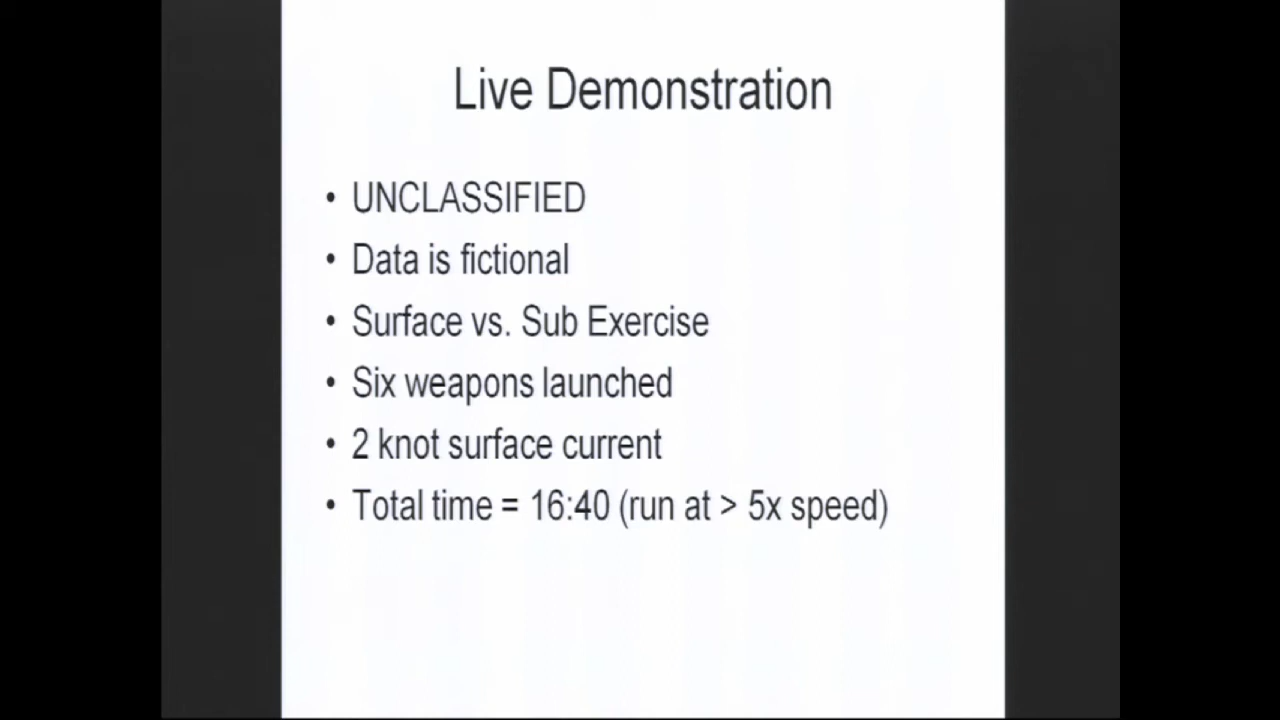 Live Demonstration
• UNCLASSIFIED
• Data is fictional
• Surface vs. Sub Exercise
• Six weapons launched
• 2 knot surface current
• Total time = 16:40 (run at > 5x speed)